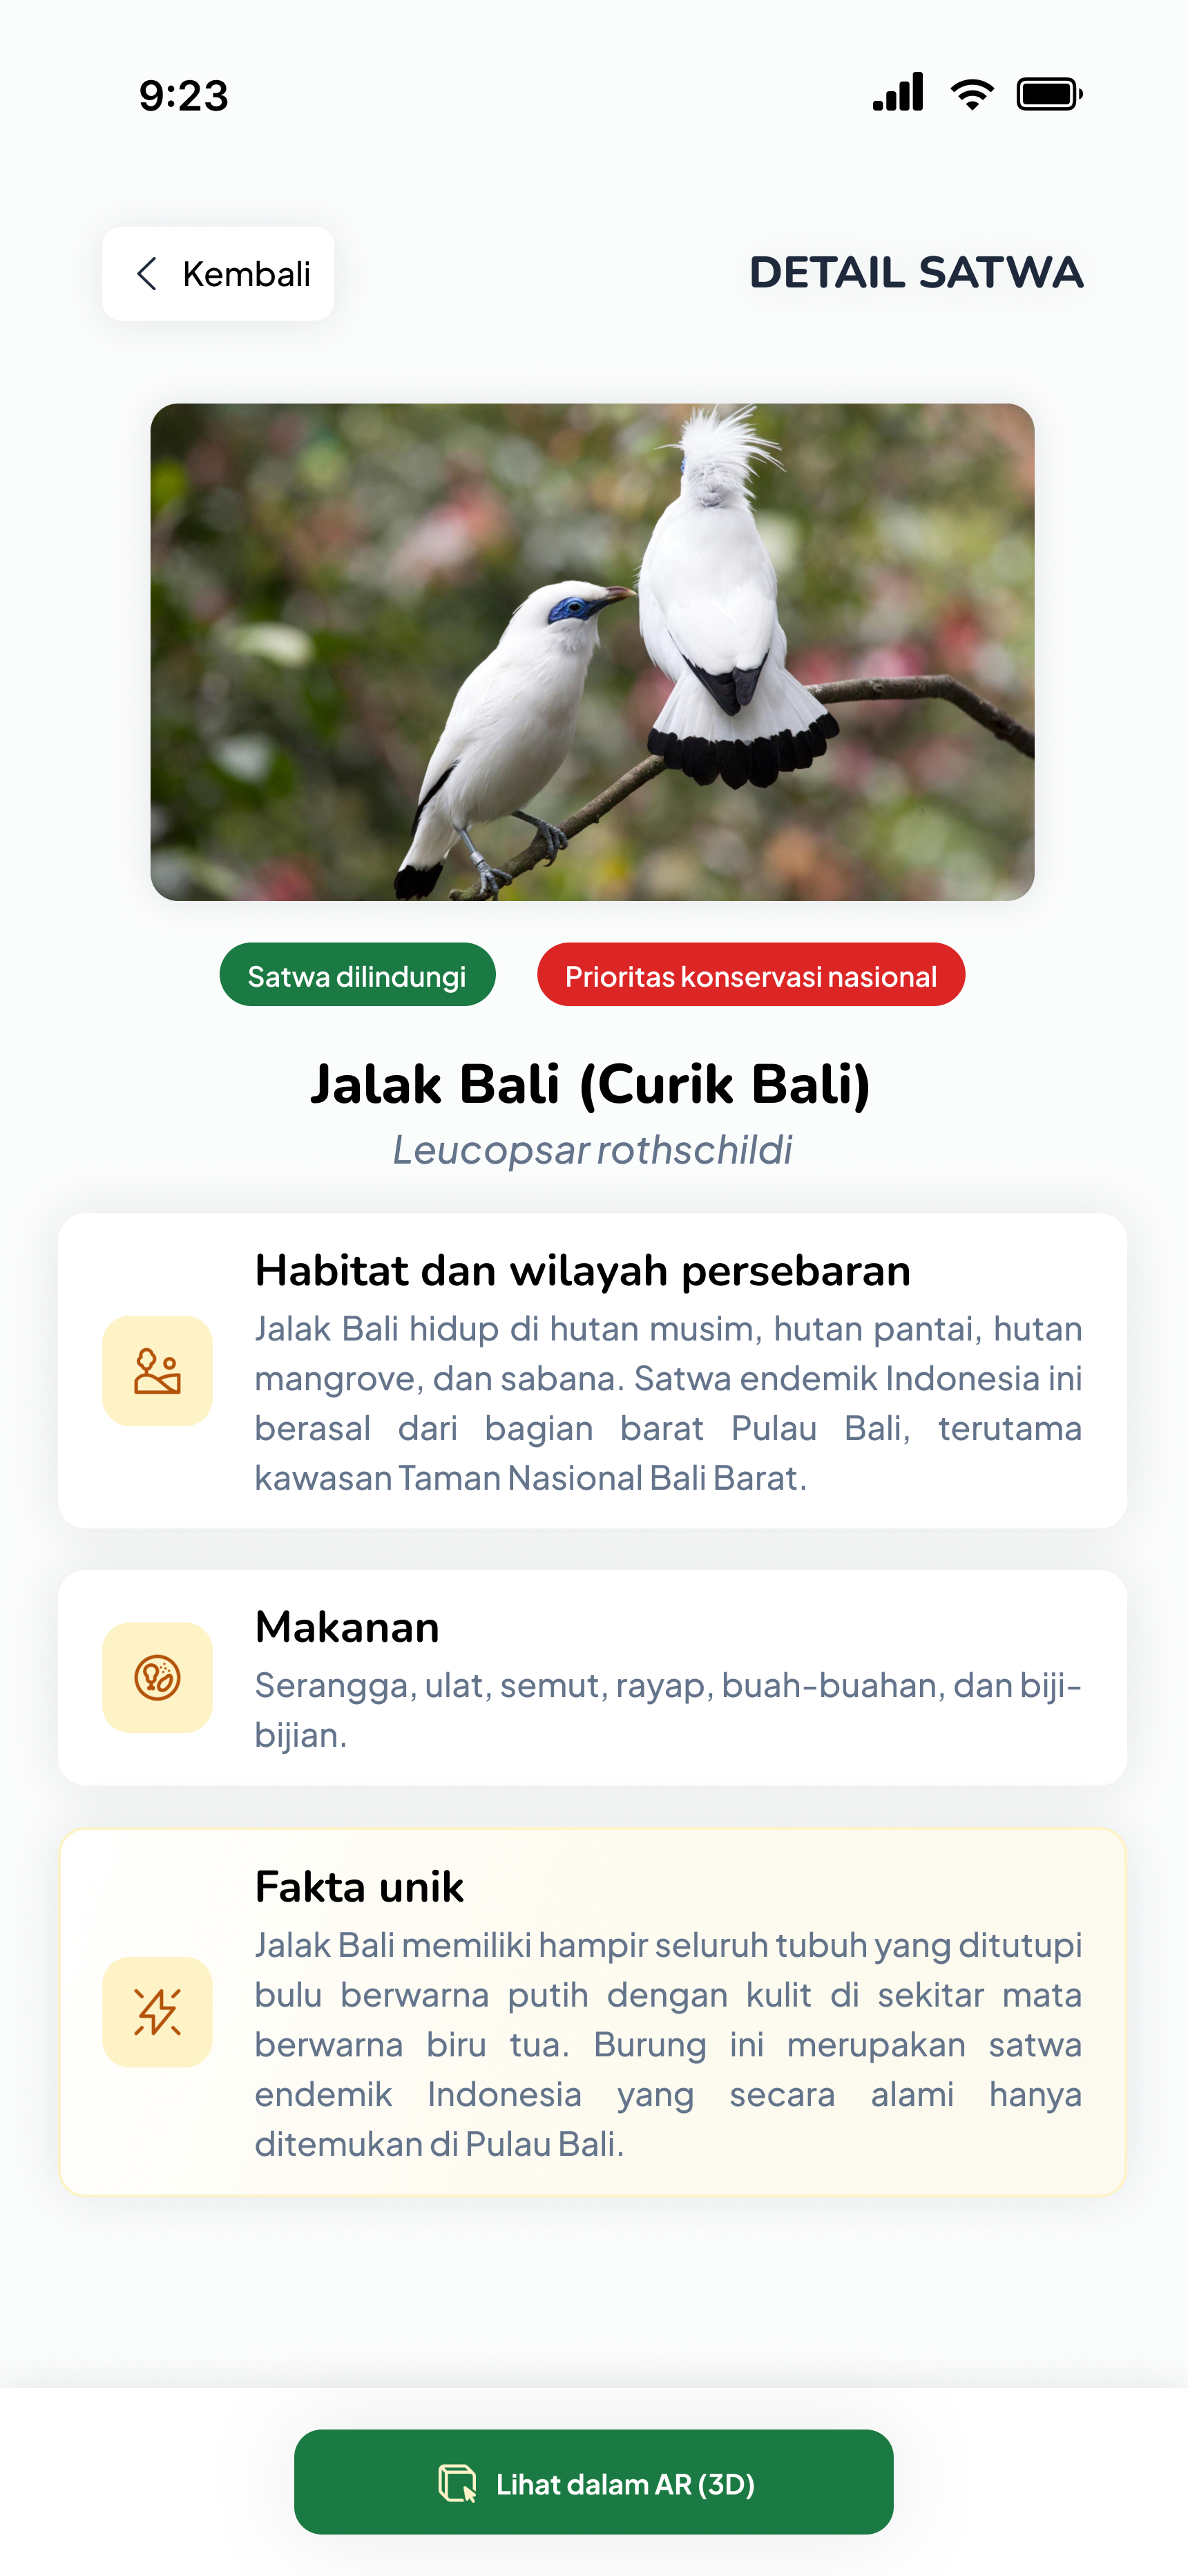 9:23
Kembali
DETAIL SATWA
Satwa dilindungi
Prioritas konservasi nasional
Jalak Bali (Curik Bali)
Leucopsar rothschildi
Habitat dan wilayah persebaran
Jalak Bali hidup di hutan musim, hutan pantai, hutan
mangrove, dan sabana. Satwa endemik Indonesia ini
berasal dari bagian barat Pulau Bali, terutama
kawasan Taman Nasional Bali Barat.
Makanan
Serangga, ulat, semut, rayap, buah-buahan, dan biji-
bijian.
Fakta unik
Jalak Bali memiliki hampir seluruh tubuh yang ditutupi
bulu berwarna putih dengan kulit di sekitar mata
berwarna biru tua. Burung ini merupakan satwa
endemik Indonesia yang secara alami hanya
ditemukan di Pulau Bali.
Lihat dalam AR (3D)